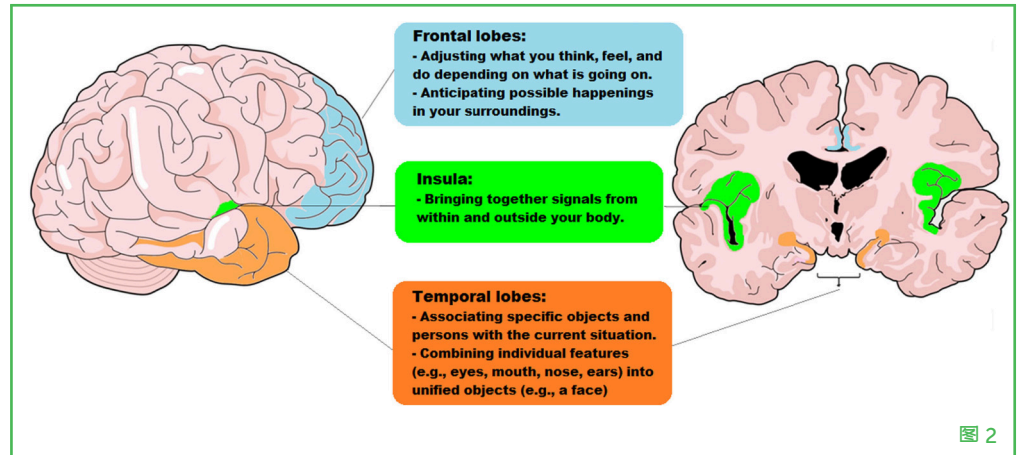 Frontal lobes:
- Adjusting what you think, feel, and
do depending on what is going on.
- Anticipating possible happenings
in your surroundings.
Insula:
- Bringing together signals from
within and outside your body.
Temporal lobes:
- Associating specific objects and
persons with the current situation.
- Combining individual features
(e.g., eyes, mouth, nose, ears) into
unified objects (e.g., a face)
图 2